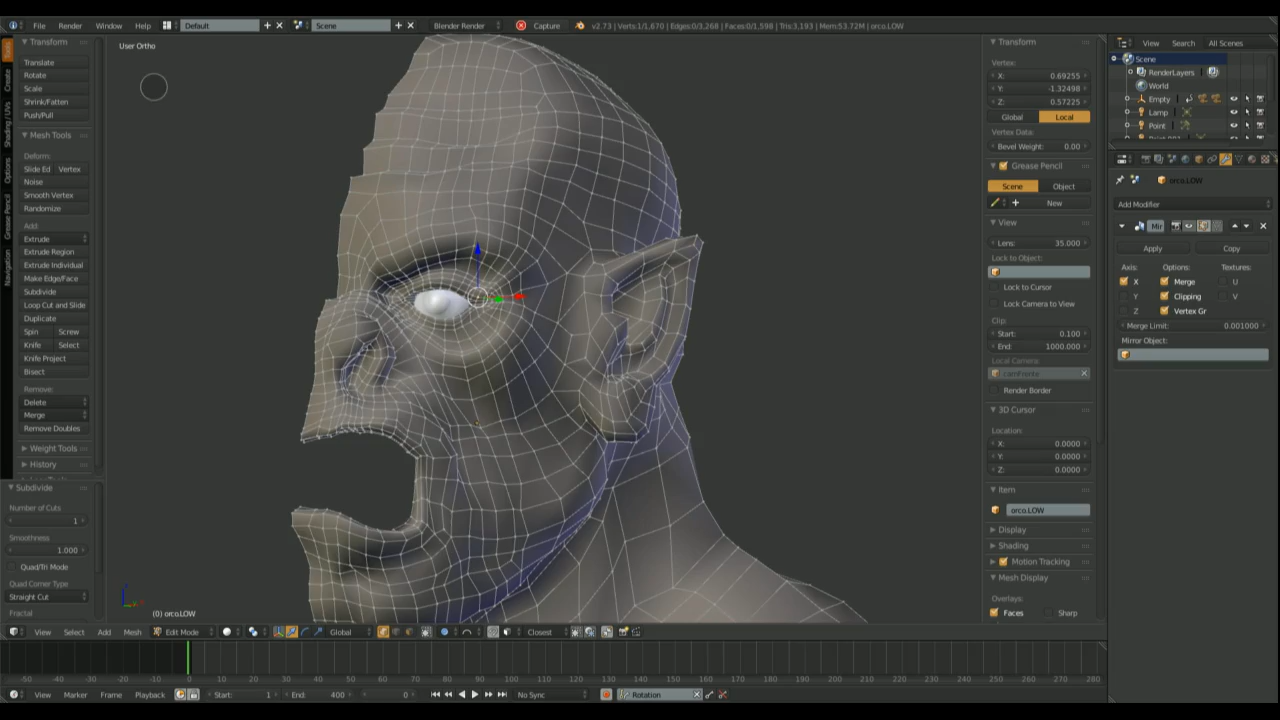 File Render Window Help Default Scene Blender Render Capture v2.73 | Verts:1/1,670 | Edges:0/3,268 | Faces:0/1,598 | Tris:3,193 | Mem:53.72M | orco.LOW
Tools
Create
Shading / UVs
Options
Grease Pencil
Navigation
Transform
Translate
Rotate
Scale
Shrink/Fatten
Push/Pull
Mesh Tools
Deform:
Slide Ed Vertex
Noise
Smooth Vertex
Randomize
Add:
Extrude
Extrude Region
Extrude Individual
Make Edge/Face
Subdivide
Loop Cut and Slide
Duplicate
Spin Screw
Knife Select
Knife Project
Bisect
Remove:
Delete
Merge
Remove Doubles
Weight Tools
History
Subdivide
Number of Cuts
1
Smoothness
1.000
Quad/Tri Mode
Quad Corner Type
Straight Cut
Fractal
User Ortho
(0) orco.LOW
Transform
Vertex:
X: 0.69255
Y: -1.32498
Z: 0.57225
Global Local
Vertex Data:
Bevel Weight: 0.00
Grease Pencil
Scene Object
New
View
Lens: 35.000
Lock to Object:
Lock to Cursor
Lock Camera to View
Clip:
Start: 0.100
End: 1000.000
Local Camera:
Render Border
3D Cursor
Location:
X: 0.0000
Y: 0.0000
Z: 0.0000
Item
orco.LOW
Display
Shading
Motion Tracking
Mesh Display
Overlays:
Faces Sharp
View Search All Scenes
Scene
RenderLayers
World
Empty
Lamp
Point
orco.LOW
Add Modifier
Mir
Apply Copy
Axis: Options: Textures:
X Merge U
Y Clipping V
Z Vertex Gr
Merge Limit: 0.001000
Mirror Object:
View Select Add Mesh Edit Mode Global Closest
-50 -40 -30 -20 -10 0 10 20 30 40 50 60 70 80 90 100 110 120 130 140 150 160 170 180 190 200 210 220 230 240 250 260 270 280
View Marker Frame Playback Start: 1 End: 400 0 No Sync Rotation